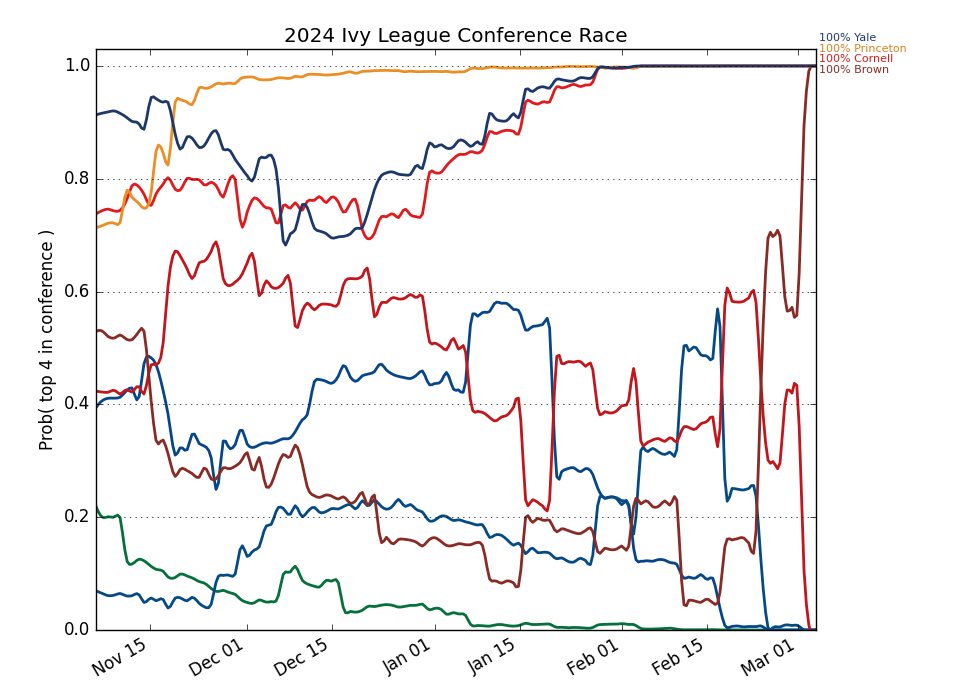 2024 Ivy League Conference Race
100% Yale
100% Princeton
100% Cornell
100% Brown
1.0
0.8
0.6
0.4
0.2
0.0
Prob( top 4 in conference )
Nov 15
Dec 01
Dec 15
Jan 01
Jan 15
Feb 01
Feb 15
Mar 01